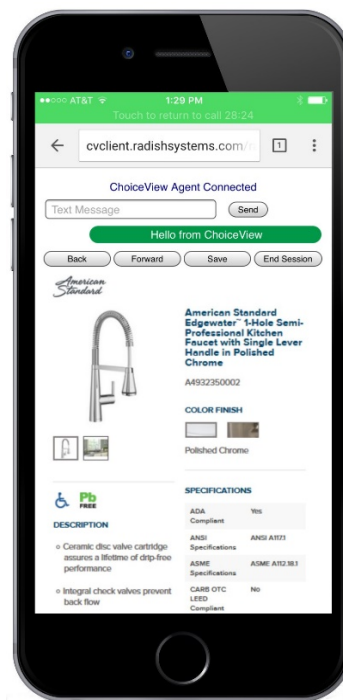 AT&T 1:29 PM
Touch to return to call 28:24
cvclient.radishsystems.com/
1
ChoiceView Agent Connected
Text Message Send
Hello from ChoiceView
Back Forward Save End Session
American Standard
American Standard
Edgewater™ 1-Hole Semi-
Professional Kitchen
Faucet with Single Lever
Handle in Polished
Chrome
A4932350002
COLOR FINISH
Polished Chrome
Pb
FREE
DESCRIPTION
Ceramic disc valve cartridge
assures a lifetime of drip-free
performance
Integral check valves prevent
back flow
SPECIFICATIONS
ADA Yes
Compliant
ANSI ANSI A117.1
Specifications
ASME ASME A112.18.1
Specifications
CARB OTC No
LEED
Compliant